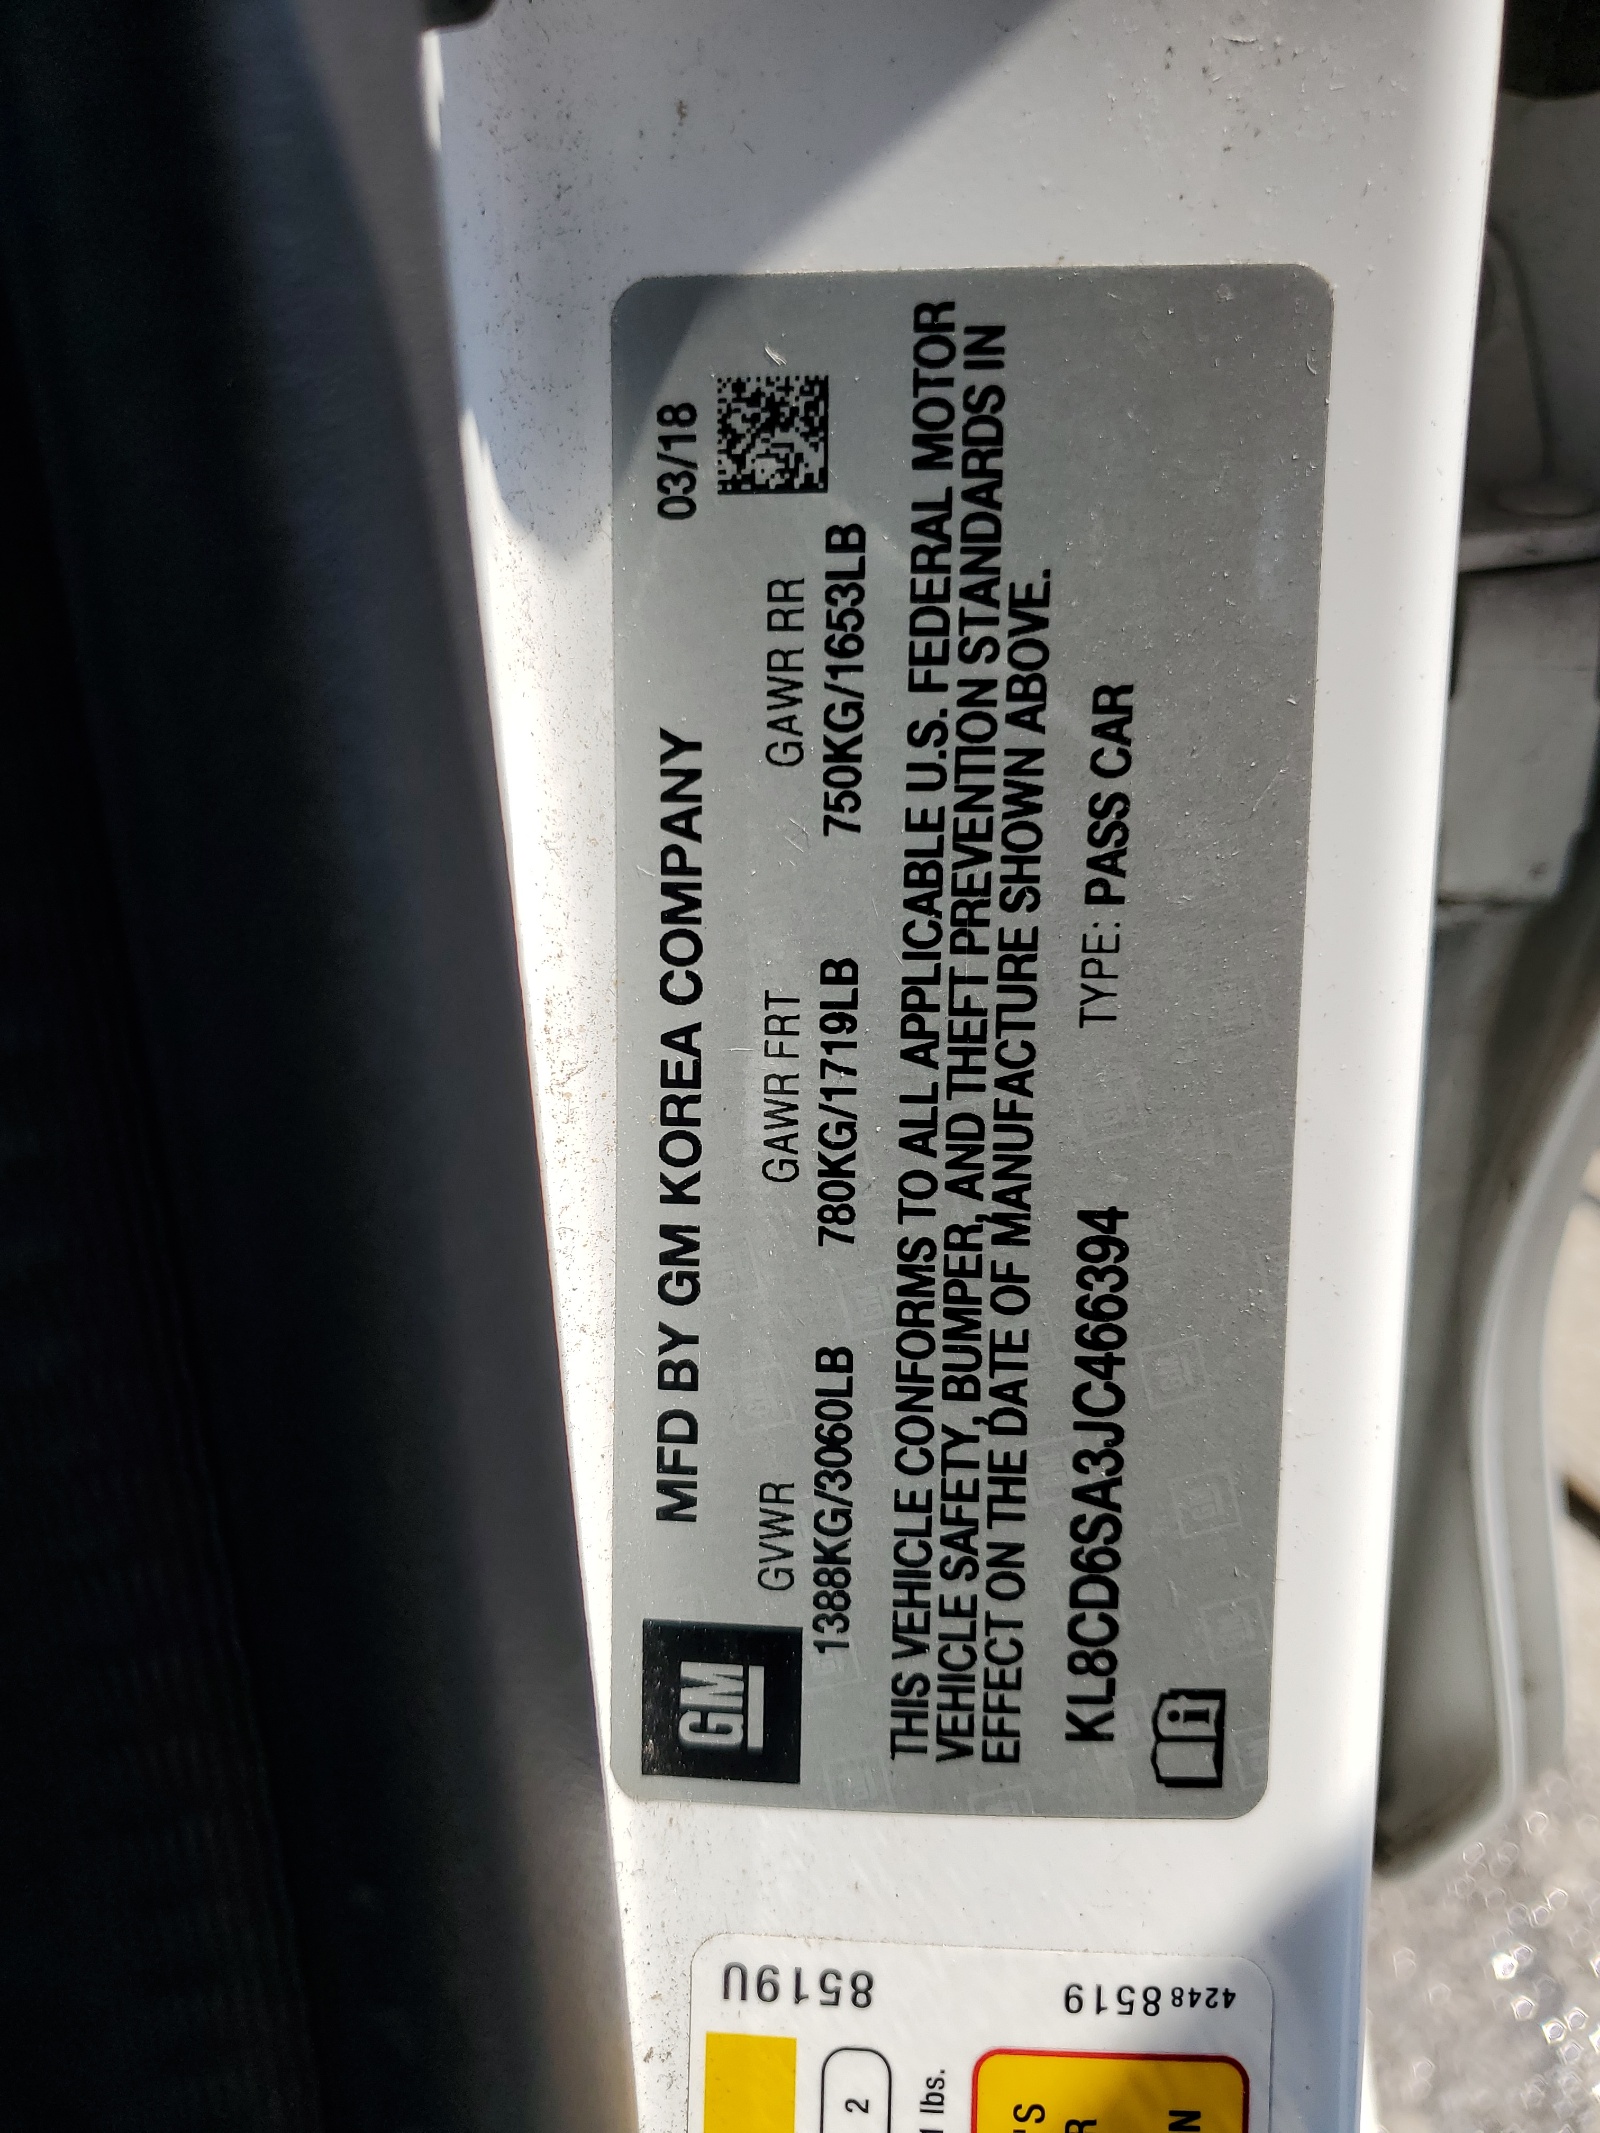 GM
MFD BY GM KOREA COMPANY 03/18
GVWR GAWR FRT GAWR RR
1388KG/3060LB 780KG/1719LB 750KG/1653LB
THIS VEHICLE CONFORMS TO ALL APPLICABLE U.S. FEDERAL MOTOR
VEHICLE SAFETY, BUMPER, AND THEFT PREVENTION STANDARDS IN
EFFECT ON THE DATE OF MANUFACTURE SHOWN ABOVE.
KL8CD6SA3JC466394 TYPE: PASS CAR
i
8519U
42488519
2
lbs.